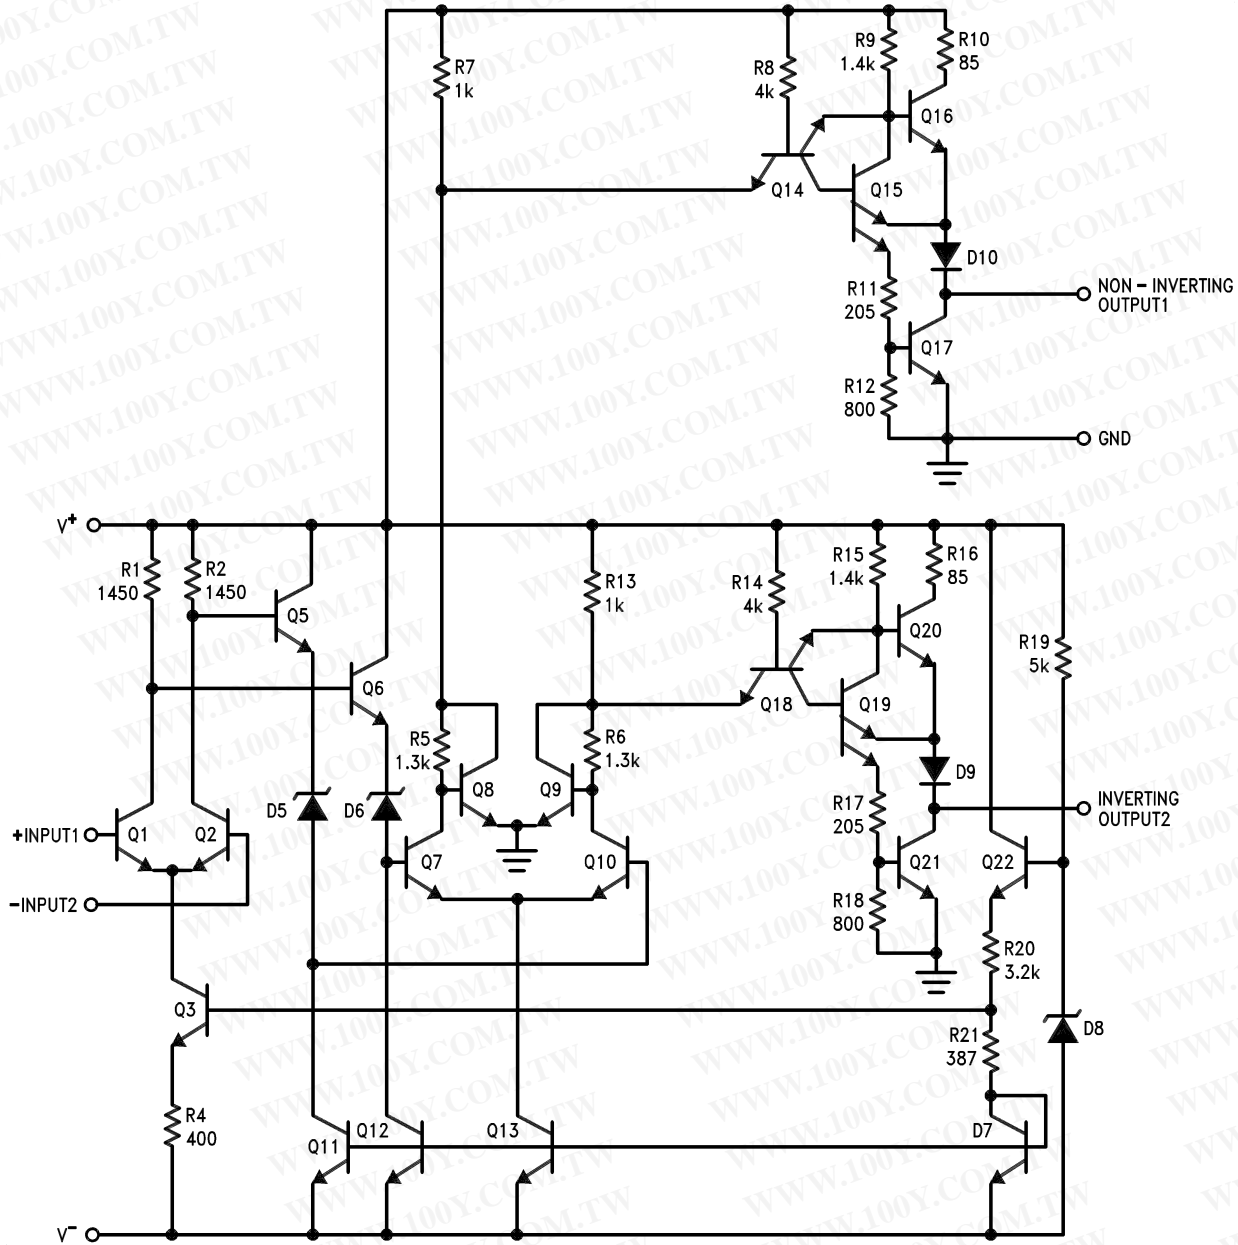 R7
1k
R8
4k
R9
1.4k
R10
85
Q16
Q14
Q15
D10
NON - INVERTING
OUTPUT1
R11
205
Q17
R12
800
GND
V+
R1
1450
R2
1450
Q5
Q6
R13
1k
R14
4k
R15
1.4k
R16
85
Q20
R19
5k
Q18
Q19
R5
1.3k
R6
1.3k
Q8
Q9
D9
D5
D6
R17
205
INVERTING
OUTPUT2
+INPUT1
Q1
Q2
Q7
Q10
Q21
Q22
-INPUT2
R18
800
R20
3.2k
Q3
R21
387
D8
R4
400
Q11
Q12
Q13
D7
V-
WWW.100Y.COM.TW